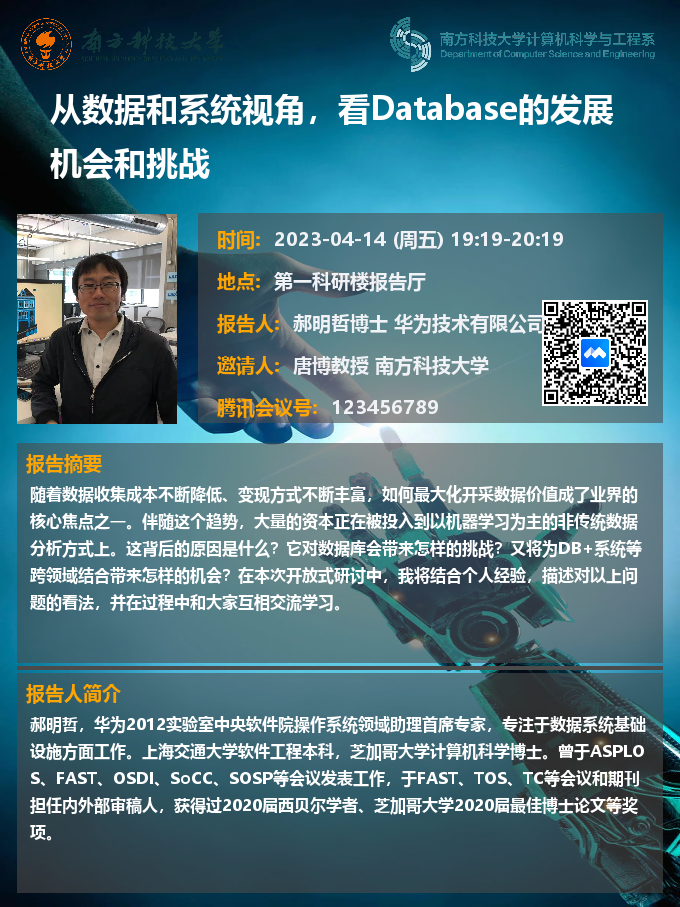 南方科技大学
南方科技大学计算机科学与工程系
Department of Computer Science and Engineering
从数据和系统视角，看Database的发展
机会和挑战
时间： 2023-04-14 (周五) 19:19-20:19
地点： 第一科研楼报告厅
报告人： 郝明哲博士 华为技术有限公司
邀请人： 唐博教授 南方科技大学
腾讯会议号： 123456789
报告摘要
随着数据收集成本不断降低、变现方式不断丰富，如何最大化开采数据价值成了业界的
核心焦点之一。伴随这个趋势，大量的资本正在被投入到以机器学习为主的非传统数据
分析方式上。这背后的原因是什么？它对数据库会带来怎样的挑战？又将为DB+系统等
跨领域结合带来怎样的机会？在本次开放式研讨中，我将结合个人经验，描述对以上问
题的看法，并在过程中和大家互相交流学习。
报告人简介
郝明哲，华为2012实验室中央软件院操作系统领域助理首席专家，专注于数据系统基础
设施方面工作。上海交通大学软件工程本科，芝加哥大学计算机科学博士。曾于ASPLO
S、FAST、OSDI、SoCC、SOSP等会议发表工作，于FAST、TOS、TC等会议和期刊
担任内外部审稿人，获得过2020届西贝尔学者、芝加哥大学2020届最佳博士论文等奖
项。